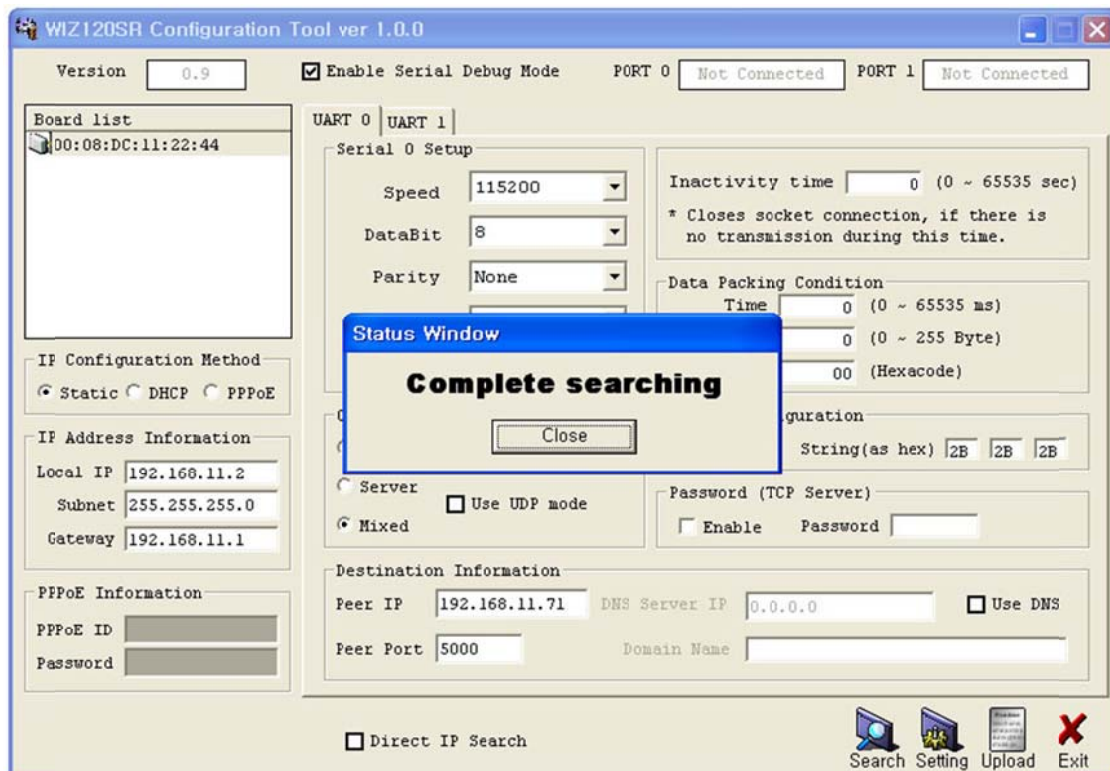 WIZ120SR Configuration Tool ver 1.0.0
Version 0.9 Enable Serial Debug Mode PORT 0 Not Connected PORT 1 Not Connected
Board list
00:08:DC:11:22:44
IP Configuration Method
Static DHCP PPPoE
IP Address Information
Local IP 192.168.11.2
Subnet 255.255.255.0
Gateway 192.168.11.1
PPPoE Information
PPPoE ID
Password
UART 0 UART 1
Serial 0 Setup
Speed 115200
DataBit 8
Parity None
Inactivity time 0 (0 ~ 65535 sec)
* Closes socket connection, if there is
no transmission during this time.
Data Packing Condition
Time 0 (0 ~ 65535 ms)
0 (0 ~ 255 Byte)
00 (Hexacode)
Status Window
Complete searching
Close
String(as hex) 2B 2B 2B
Server
Use UDP mode
Mixed
Password (TCP Server)
Enable Password
Destination Information
Peer IP 192.168.11.71 DNS Server IP 0.0.0.0 Use DNS
Peer Port 5000 Domain Name
Direct IP Search
Search Setting Upload Exit